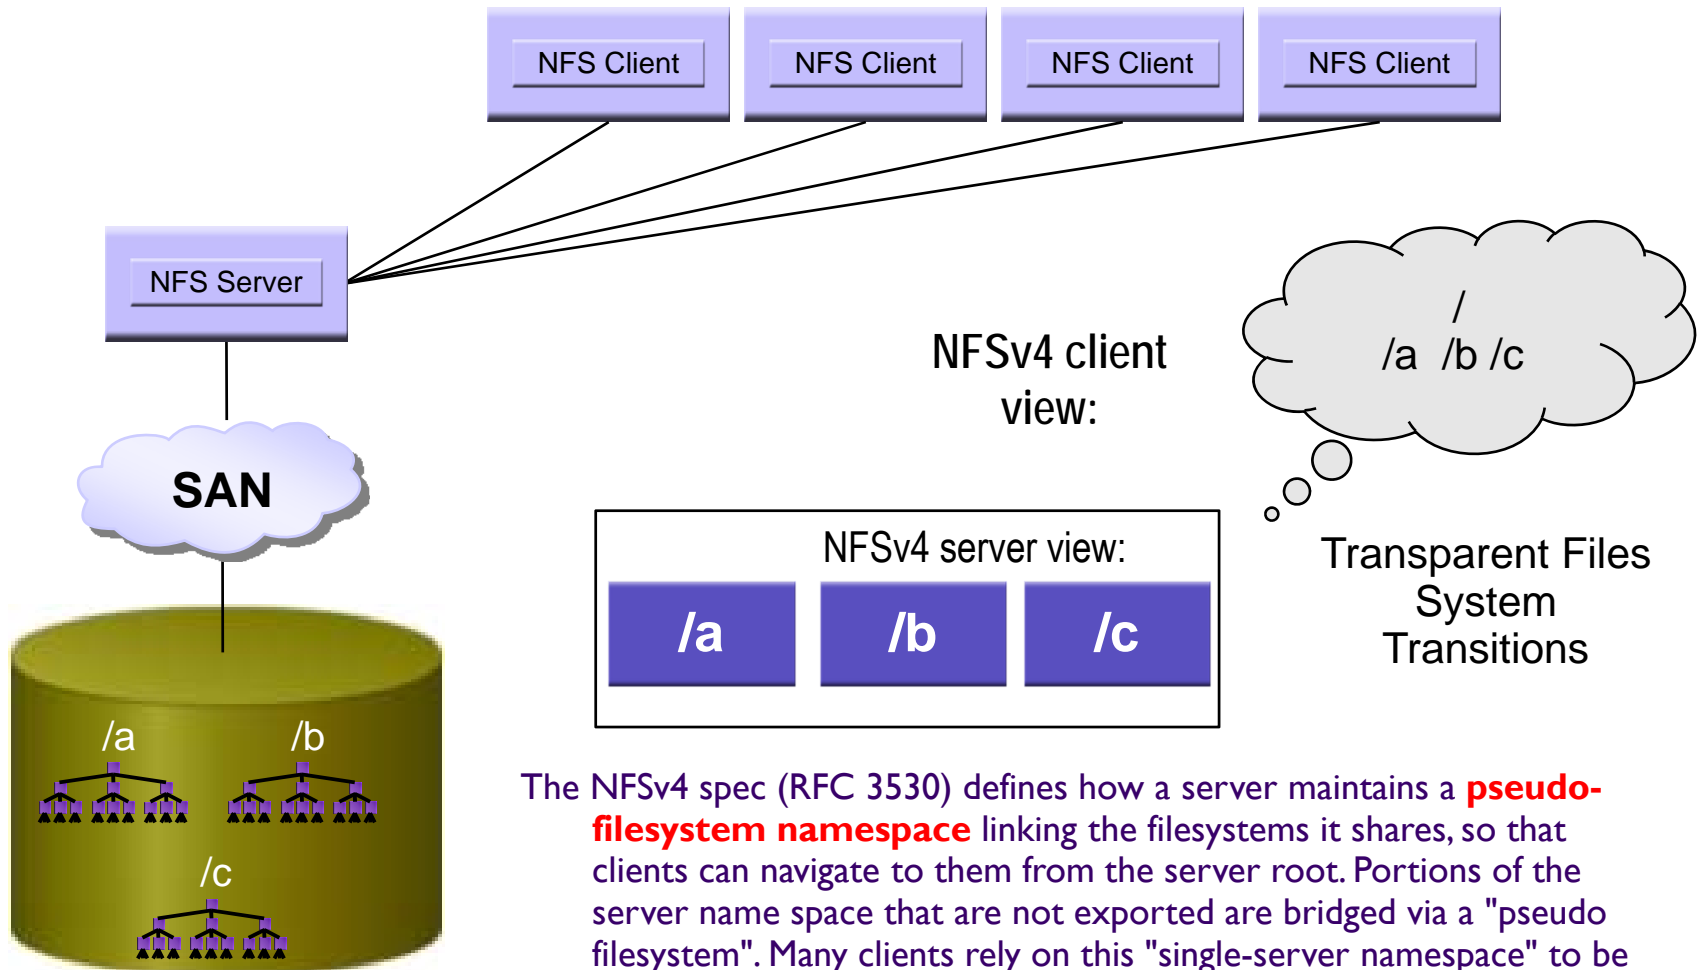 NFS Client
NFS Client
NFS Client
NFS Client
NFS Server
/
/a /b /c
NFSv4 client
view:
SAN
NFSv4 server view:
/a
/b
/c
Transparent Files
System
Transitions
/a
/b
/c
The NFSv4 spec (RFC 3530) defines how a server maintains a pseudo-
filesystem namespace linking the filesystems it shares, so that
clients can navigate to them from the server root. Portions of the
server name space that are not exported are bridged via a "pseudo
filesystem". Many clients rely on this "single-server namespace" to be